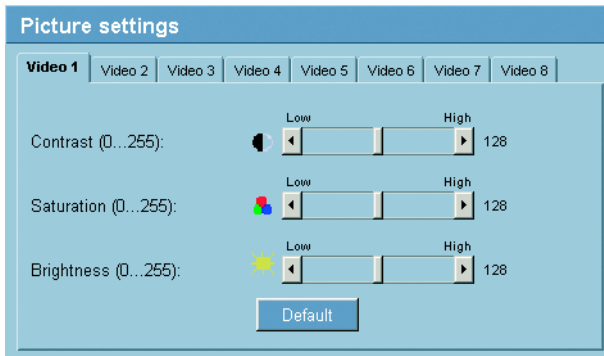 Picture settings
Video 1 Video 2 Video 3 Video 4 Video 5 Video 6 Video 7 Video 8
Low High
Contrast (0...255): 128
Low High
Saturation (0...255): 128
Low High
Brightness (0...255): 128
Default